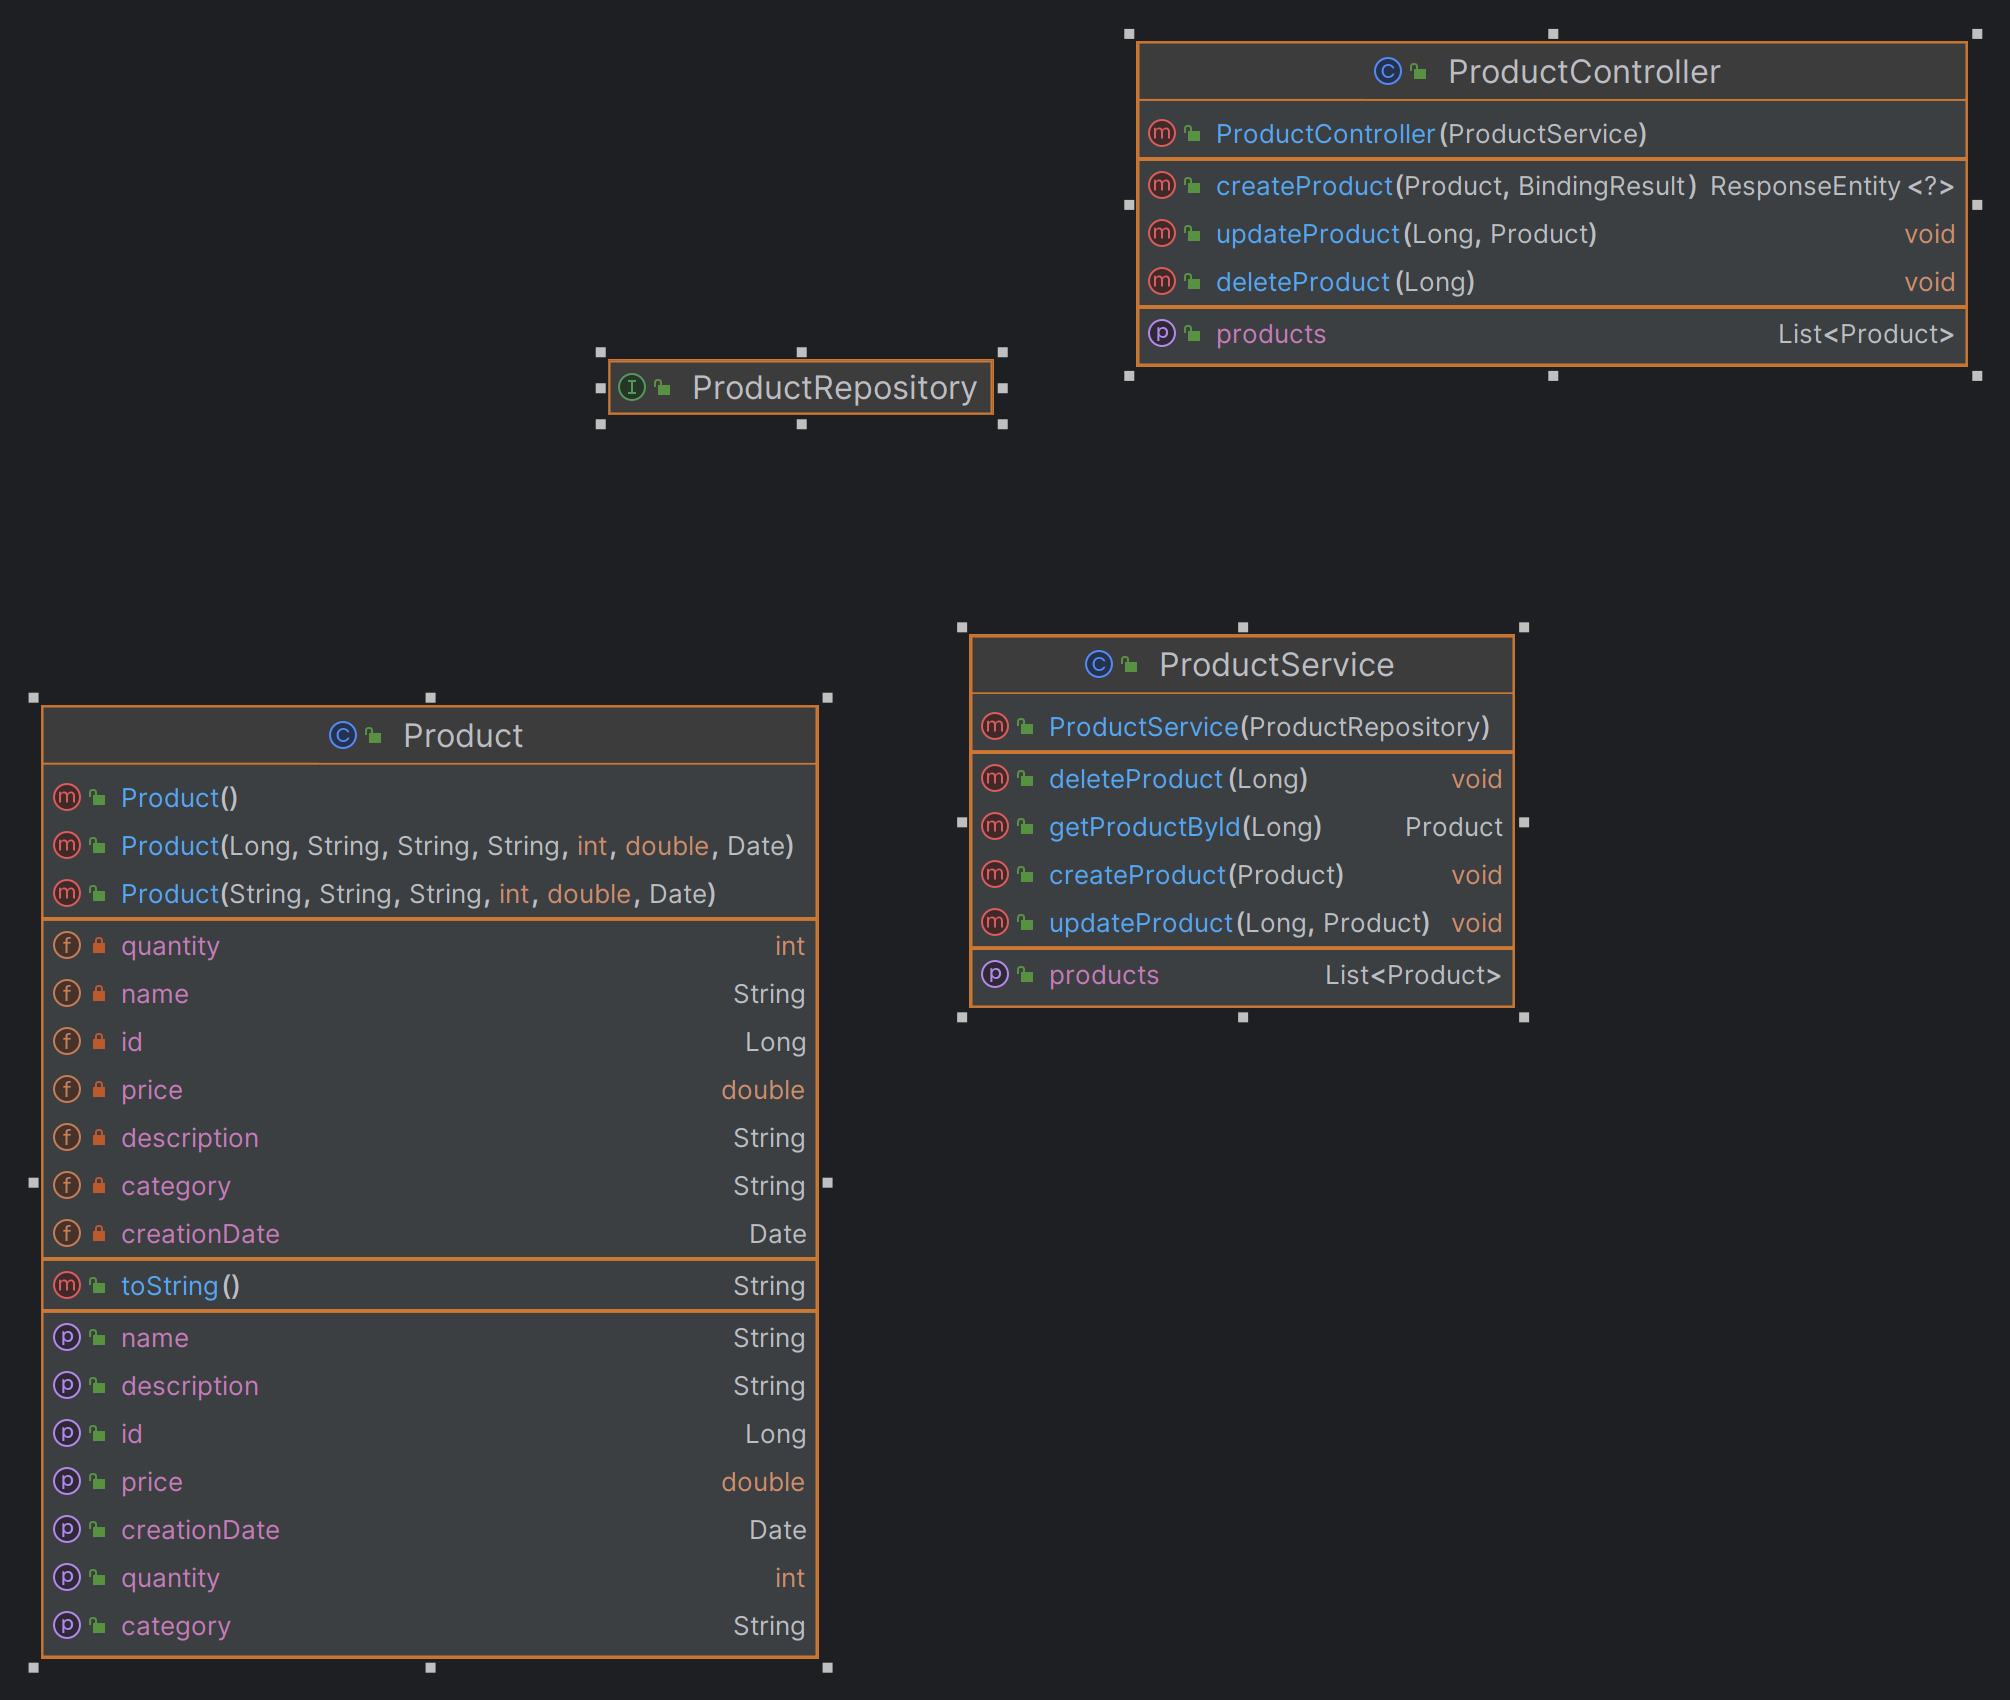 ProductController
ProductController(ProductService)
createProduct(Product, BindingResult) ResponseEntity<?>
updateProduct(Long, Product) void
deleteProduct(Long) void
products List<Product>
ProductRepository
ProductService
ProductService(ProductRepository)
deleteProduct(Long) void
getProductById(Long) Product
createProduct(Product) void
updateProduct(Long, Product) void
products List<Product>
Product
Product()
Product(Long, String, String, String, int, double, Date)
Product(String, String, String, int, double, Date)
quantity int
name String
id Long
price double
description String
category String
creationDate Date
toString() String
name String
description String
id Long
price double
creationDate Date
quantity int
category String